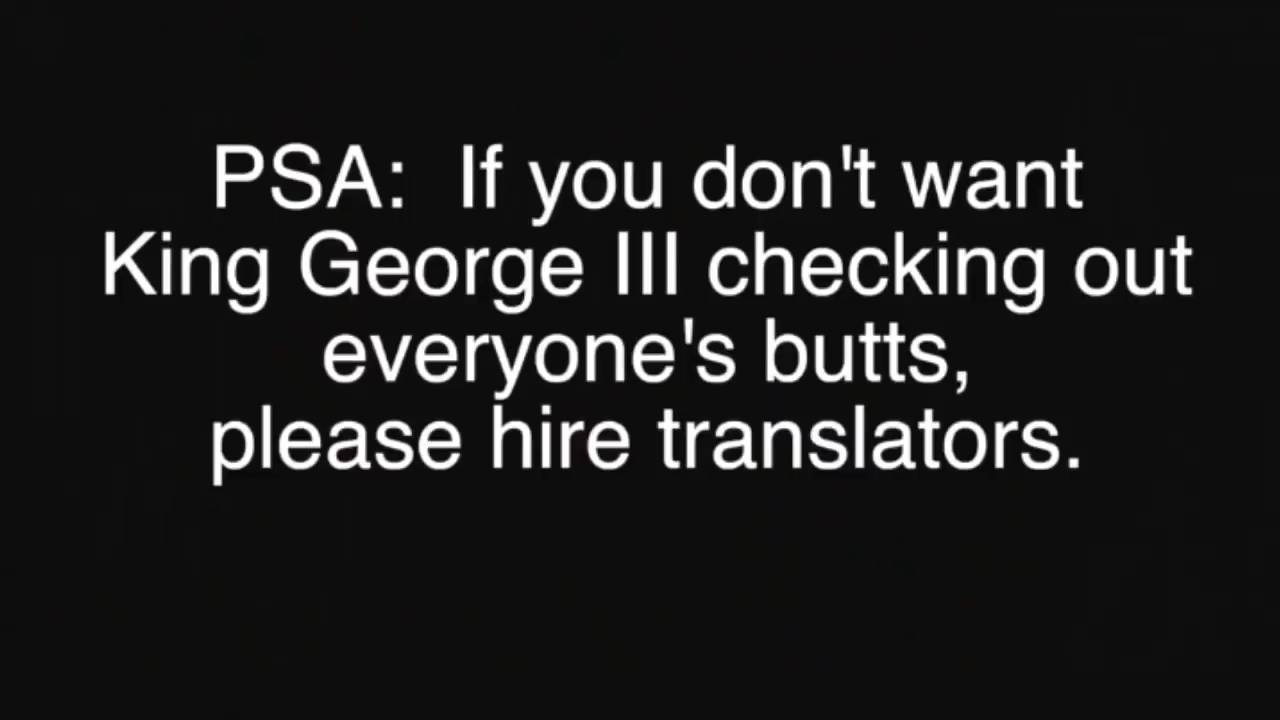 PSA:  If you don't want
King George III checking out
everyone's butts,
please hire translators.